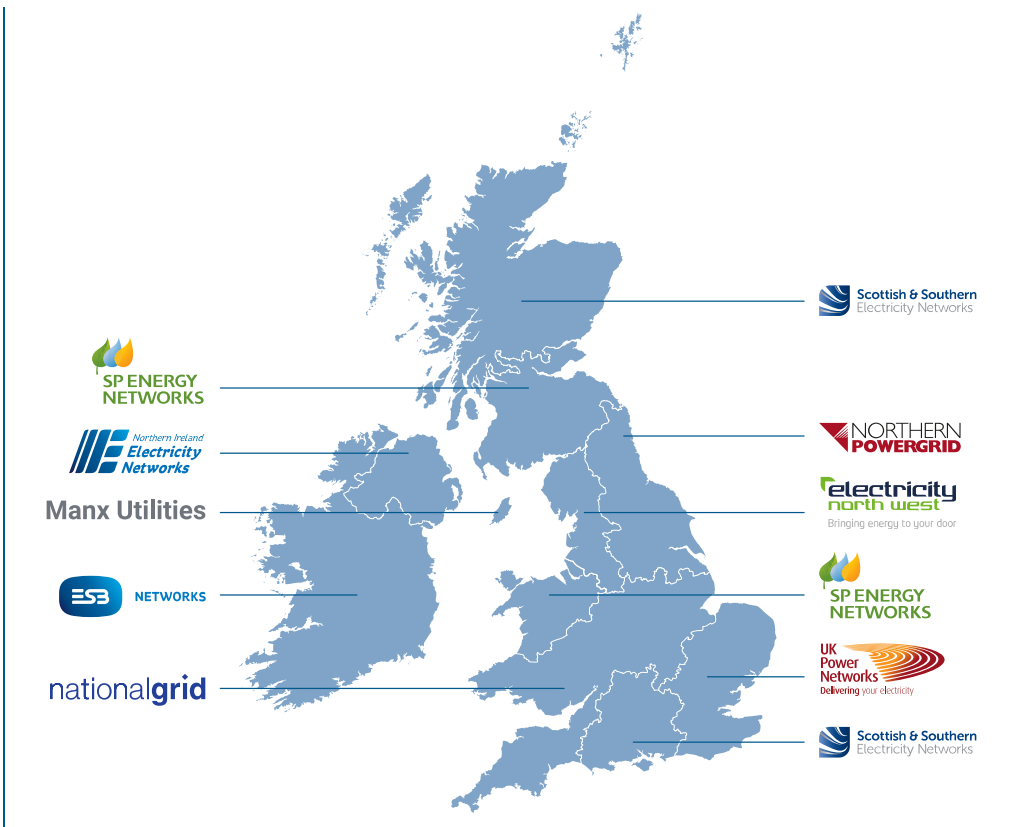 Scottish & Southern
Electricity Networks
SP ENERGY
NETWORKS
Northern Ireland
Electricity
Networks
NORTHERN
POWERGRID
Manx Utilities
electricity
north west
Bringing energy to your door
ESB NETWORKS
SP ENERGY
NETWORKS
nationalgrid
UK
Power
Networks
Delivering your electricity
Scottish & Southern
Electricity Networks